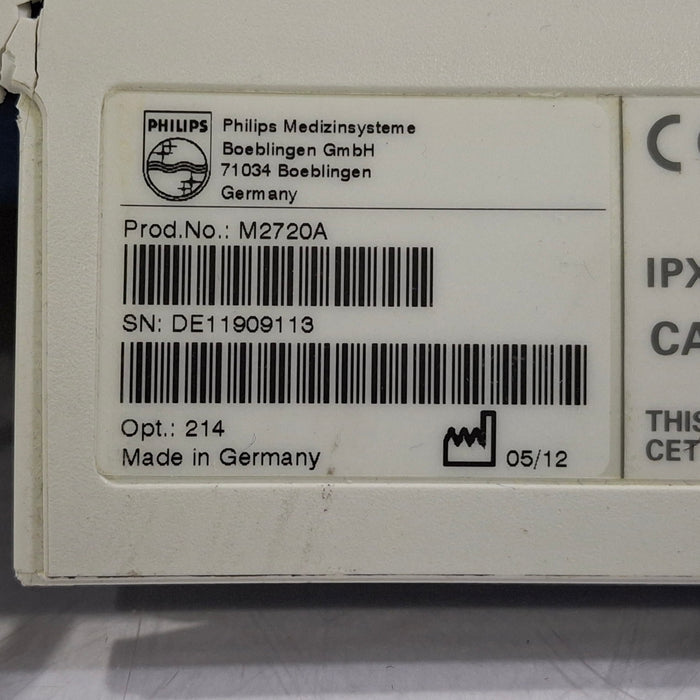 PHILIPS
Philips Medizinsysteme
Boeblingen GmbH
71034 Boeblingen
Germany
Prod.No.: M2720A
SN: DE11909113
Opt.: 214
Made in Germany
05/12